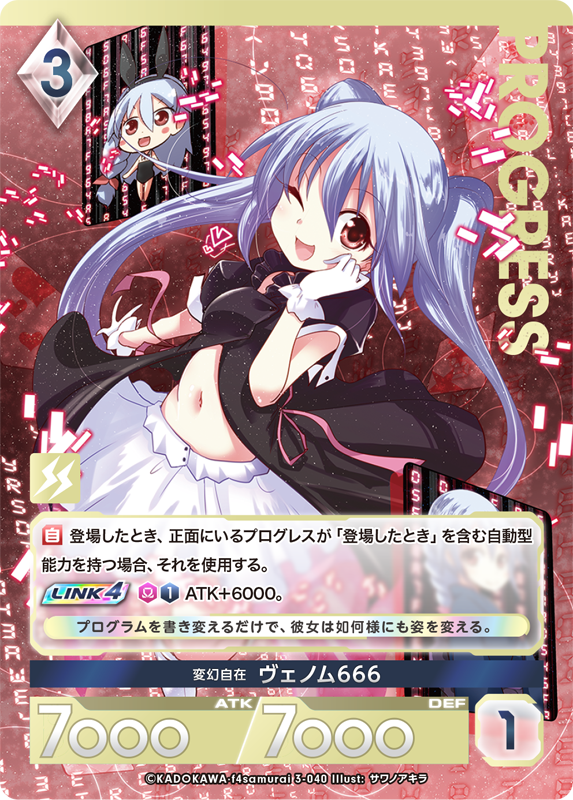 3
PROGRESS
自 登場したとき、正面にいるプログレスが「登場したとき」を含む自動型
能力を持つ場合、それを使用する。
LINK 4 1 ATK+6000。
プログラムを書き変えるだけで、彼女は如何様にも姿を変える。
変幻自在 ヴェノム666
7000 ATK 7000 DEF 1
©KADOKAWA・f4samurai 3-040 Illust: サワノアキラ